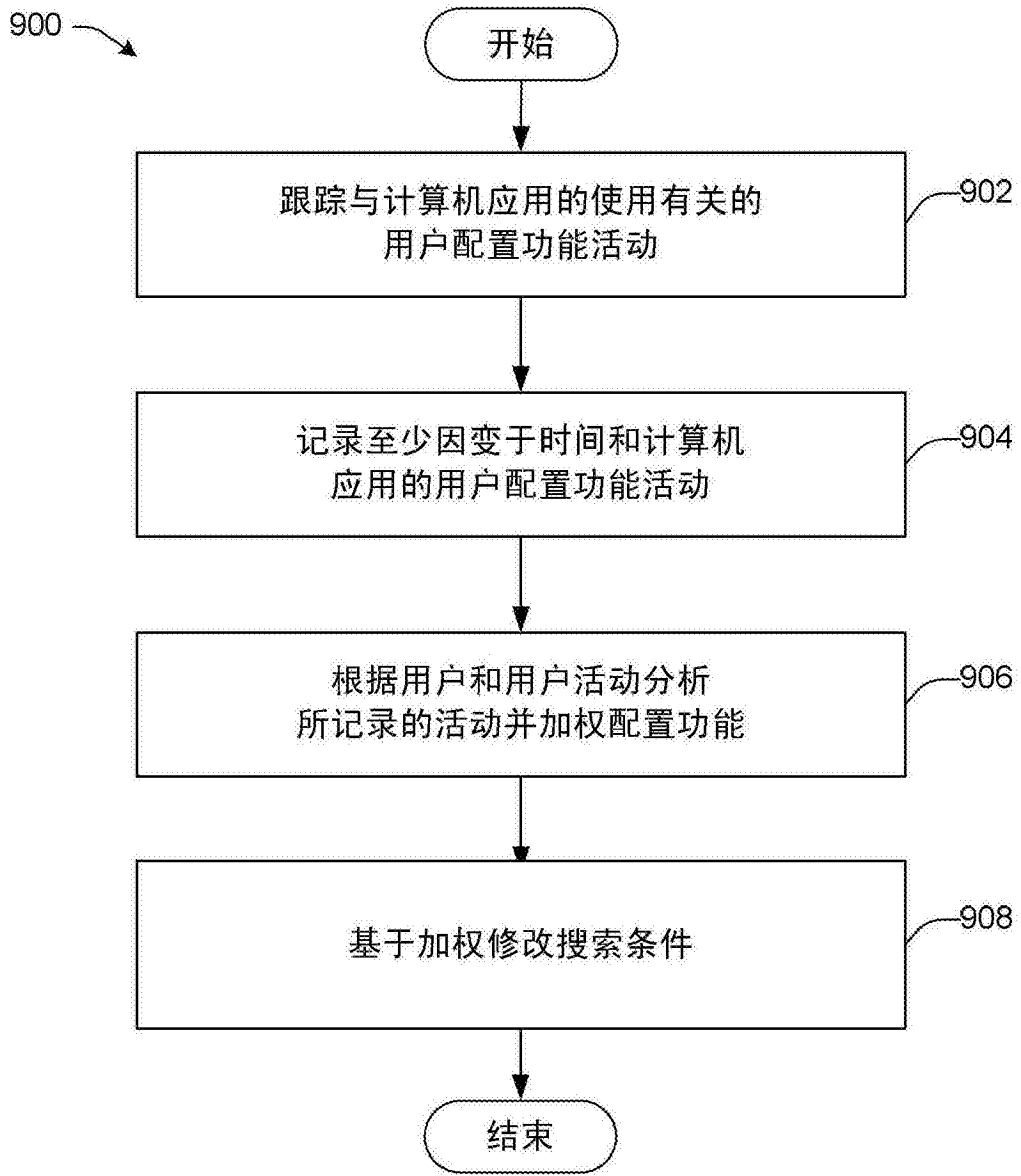 900
开始
跟踪与计算机应用的使用有关的
用户配置功能活动
902
记录至少因变于时间和计算机
应用的用户配置功能活动
904
根据用户和用户活动分析
所记录的活动并加权配置功能
906
基于加权修改搜索条件
908
结束